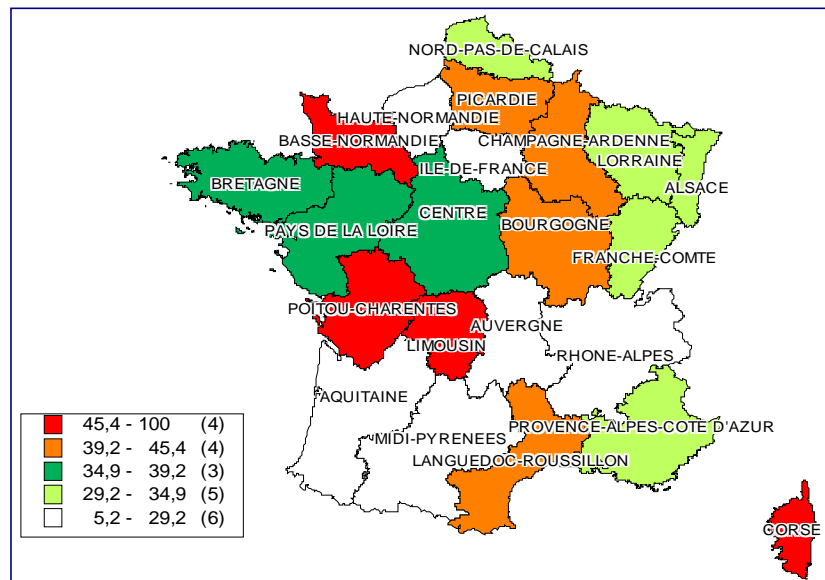 NORD-PAS-DE-CALAIS
PICARDIE
HAUTE-NORMANDIE
BASSE-NORMANDIE
CHAMPAGNE-ARDENNE
LORRAINE
ILE-DE-FRANCE
ALSACE
BRETAGNE
CENTRE
PAYS DE LA LOIRE
BOURGOGNE
FRANCHE-COMTE
POITOU-CHARENTES
AUVERGNE
LIMOUSIN
RHONE-ALPES
AQUITAINE
PROVENCE-ALPES-COTE D'AZUR
MIDI-PYRENEES
LANGUEDOC-ROUSSILLON
CORSE
45,4 - 100 (4)
39,2 - 45,4 (4)
34,9 - 39,2 (3)
29,2 - 34,9 (5)
5,2 - 29,2 (6)